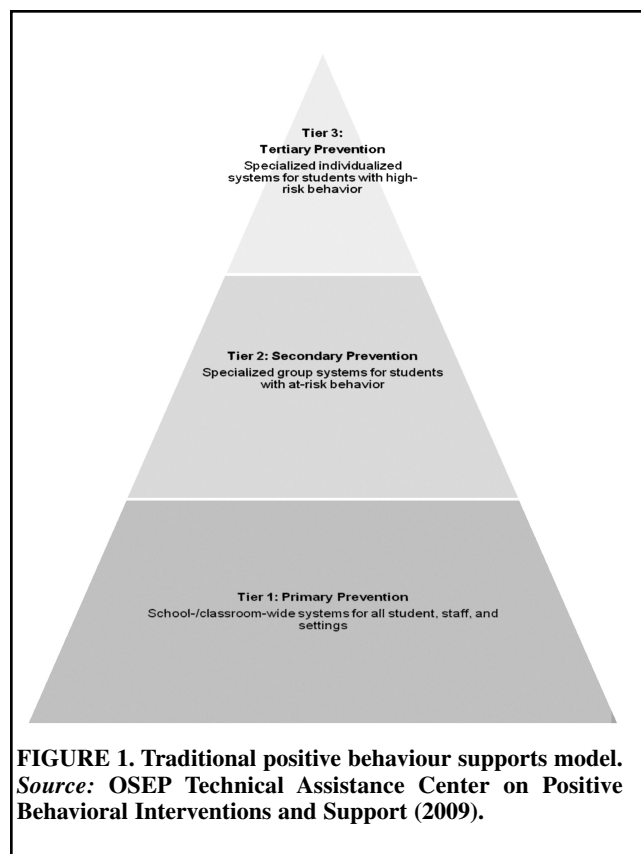 Tier 3:
Tertiary Prevention
Specialized individualized
systems for students with high-
risk behavior
Tier 2: Secondary Prevention
Specialized group systems for students
with at-risk behavior
Tier 1: Primary Prevention
School-/classroom-wide systems for all student, staff, and
settings
FIGURE 1. Traditional positive behaviour supports model.
Source: OSEP Technical Assistance Center on Positive
Behavioral Interventions and Support (2009).